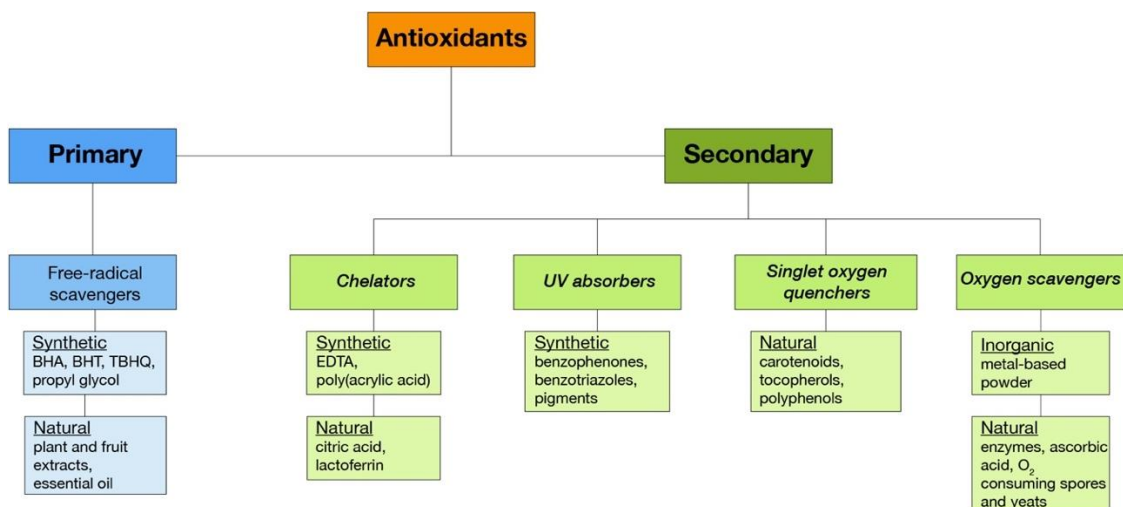 Antioxidants
Primary
Secondary
Free-radical
scavengers
Synthetic
BHA, BHT, TBHQ,
propyl glycol
Natural
plant and fruit
extracts,
essential oil
Chelators
Synthetic
EDTA,
poly(acrylic acid)
Natural
citric acid,
lactoferrin
UV absorbers
Synthetic
benzophenones,
benzotriazoles,
pigments
Singlet oxygen
quenchers
Natural
carotenoids,
tocopherols,
polyphenols
Oxygen scavengers
Inorganic
metal-based
powder
Natural
enzymes, ascorbic
acid, O₂
consuming spores
and yeats